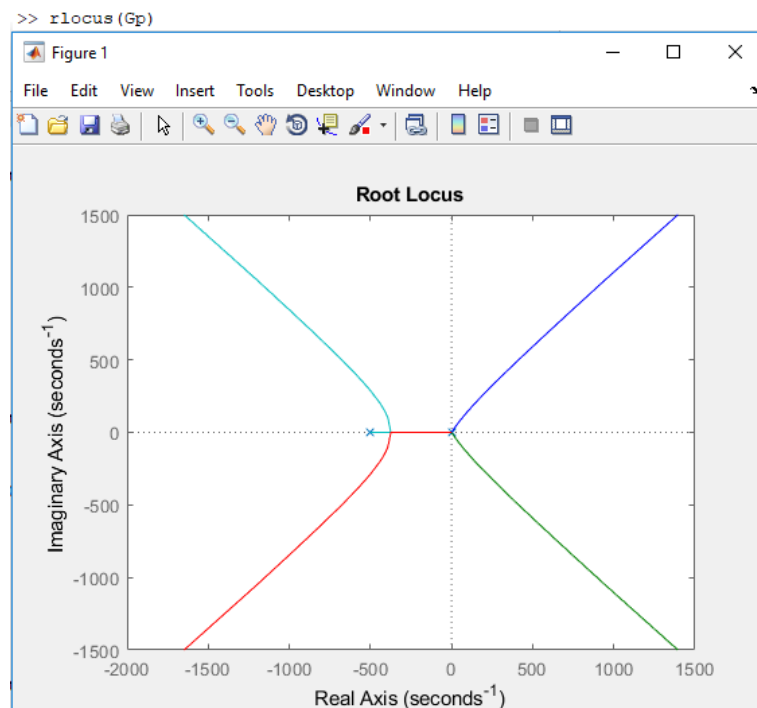 >> rlocus(Gp)
Figure 1
File Edit View Insert Tools Desktop Window Help
Root Locus
1500
1000
500
0
-500
-1000
-1500
Imaginary Axis (seconds⁻¹)
-2000 -1500 -1000 -500 0 500 1000 1500
Real Axis (seconds⁻¹)